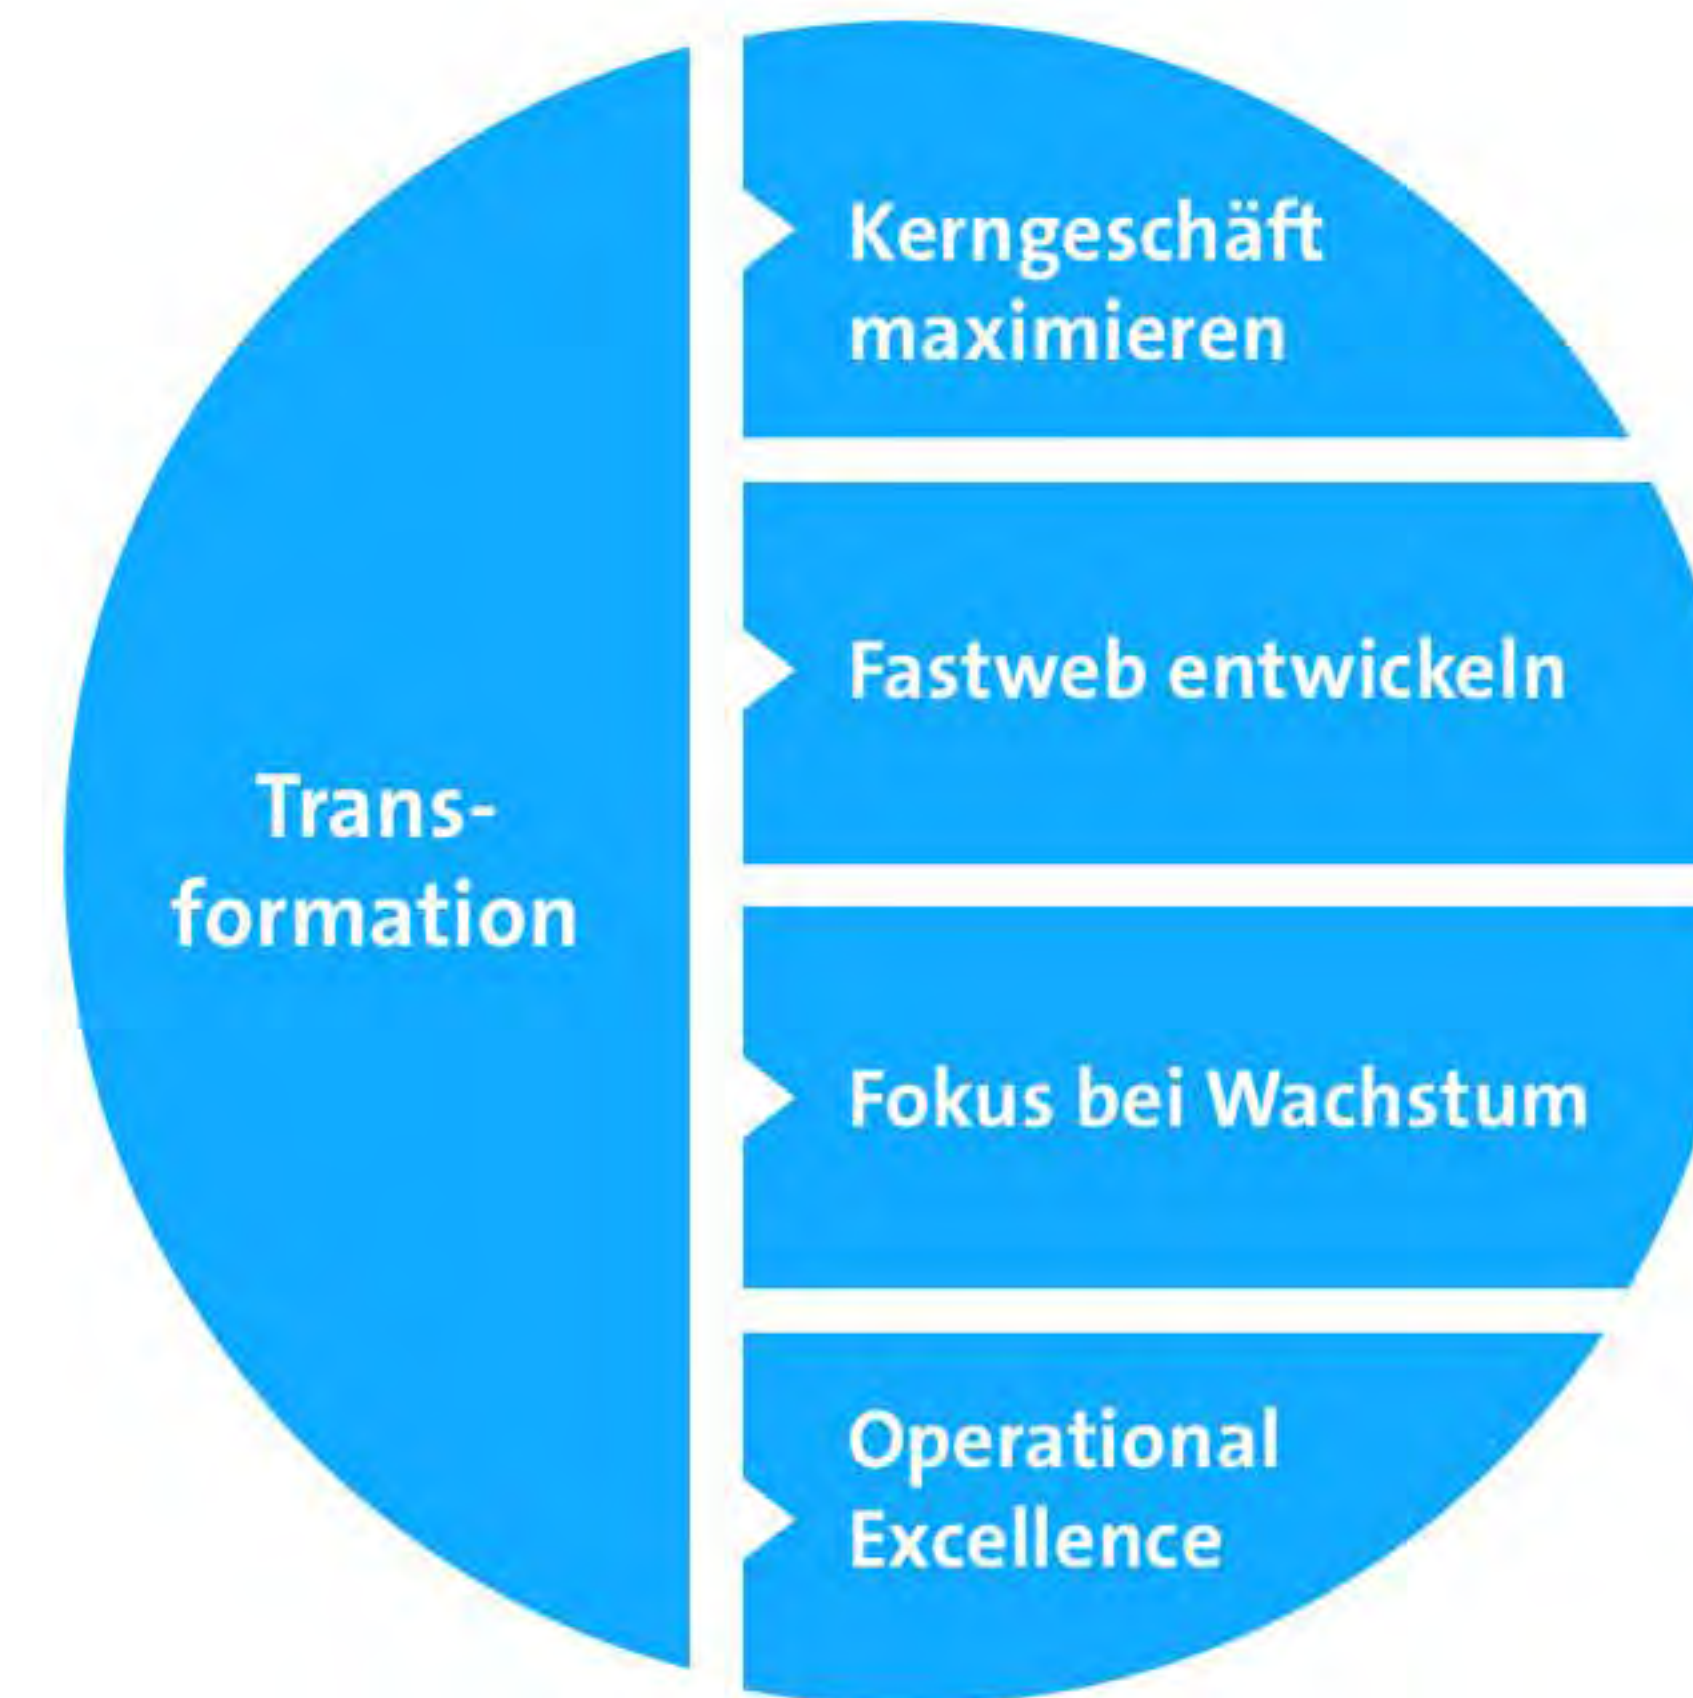 Trans-
formation
Kerngeschäft
maximieren
Fastweb entwickeln
Fokus bei Wachstum
Operational
Excellence